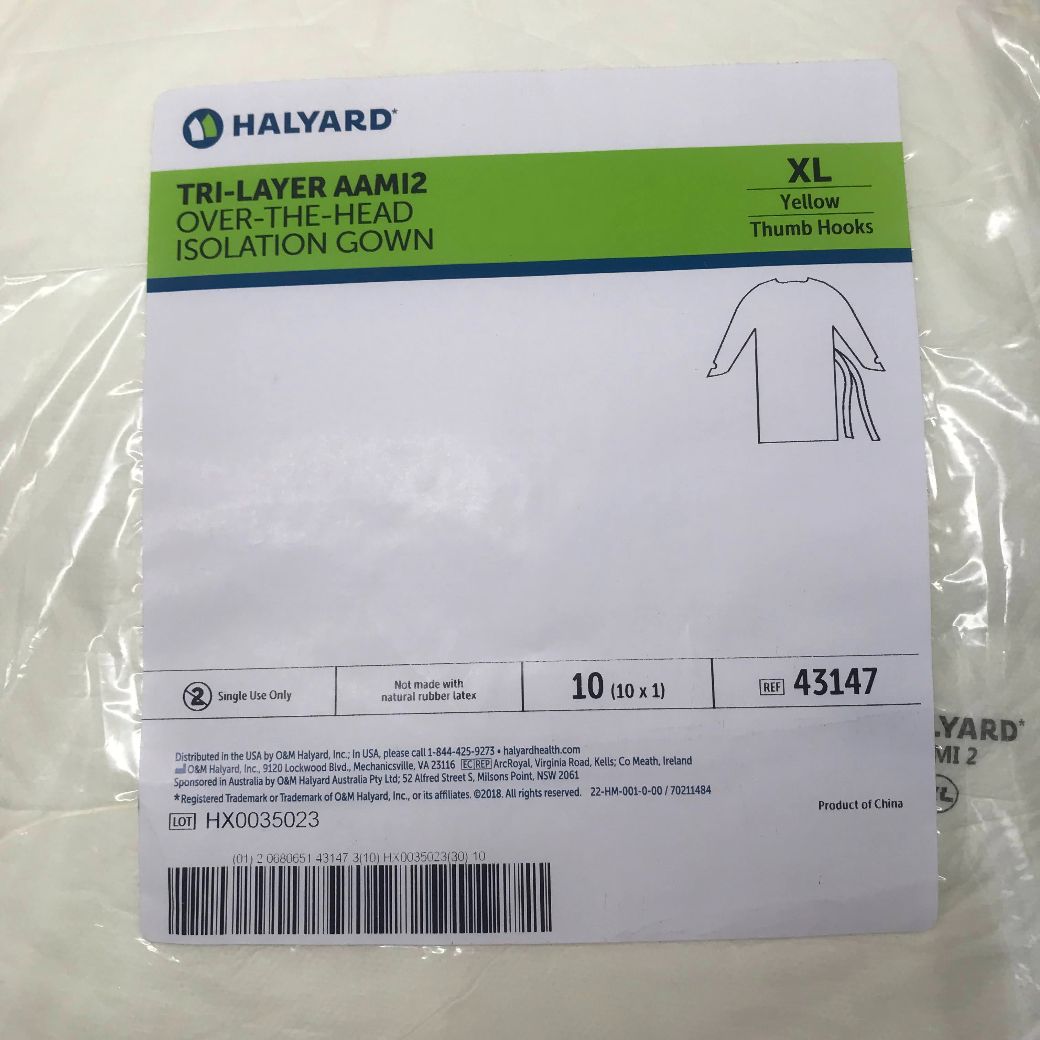 HALYARD*
TRI-LAYER AAMI2
OVER-THE-HEAD
ISOLATION GOWN
XL
Yellow
Thumb Hooks
2 Single Use Only
Not made with
natural rubber latex
10 (10 x 1)
REF 43147
Distributed in the USA by O&M Halyard, Inc.; In USA, please call 1-844-425-9273 • halyardhealth.com
O&M Halyard, Inc., 9120 Lockwood Blvd., Mechanicsville, VA 23116 EC REP ArcRoyal, Virginia Road, Kells; Co Meath, Ireland
Sponsored in Australia by O&M Halyard Australia Pty Ltd; 52 Alfred Street S, Milsons Point, NSW 2061
*Registered Trademark or Trademark of O&M Halyard, Inc., or its affiliates. ©2018. All rights reserved. 22-HM-001-0-00 / 70211484
Product of China
LOT HX0035023
(01) 2 0680651 43147 3(10) HX0035023(30) 10
LYARD*
MI 2
XL